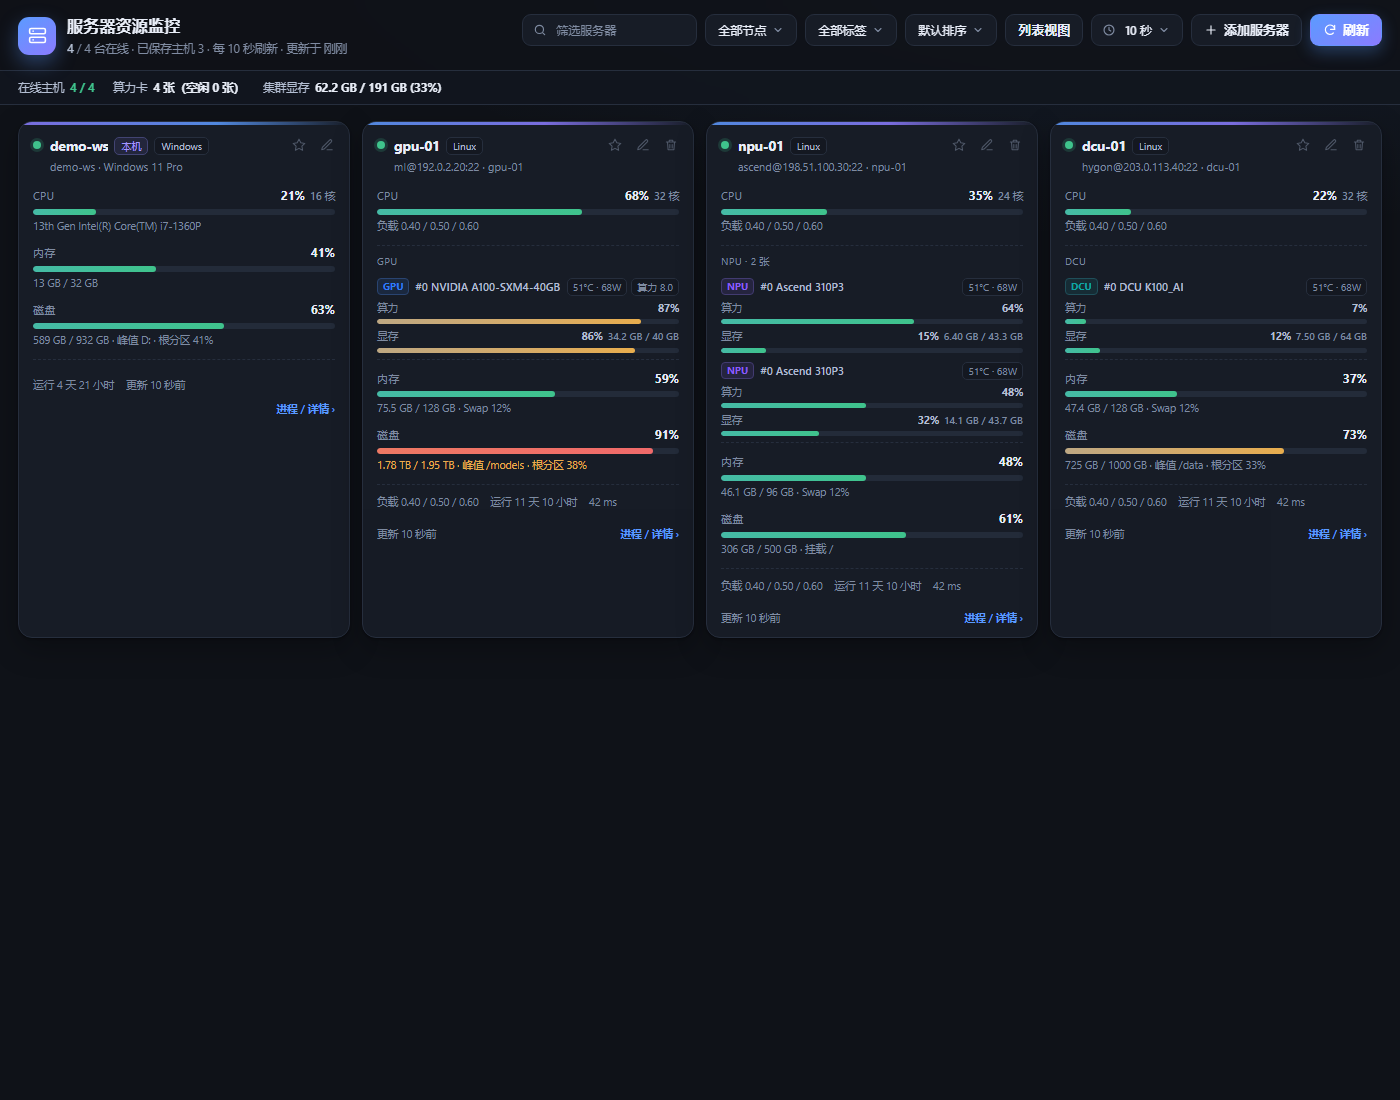 服务器资源监控
4 / 4 台在线 · 已保存主机 3 · 每 10 秒刷新 · 更新于 刚刚
筛选服务器
全部节点
全部标签
默认排序
列表视图
10 秒
添加服务器
刷新
在线主机 4 / 4 算力卡 4 张 (空闲 0 张) 集群显存 62.2 GB / 191 GB (33%)
demo-ws 本机 Windows
demo-ws · Windows 11 Pro
CPU 21% 16 核
13th Gen Intel(R) Core(TM) i7-1360P
内存 41%
13 GB / 32 GB
磁盘 63%
589 GB / 932 GB · 峰值 D: · 根分区 41%
运行 4 天 21 小时 更新 10 秒前
进程 / 详情 ›
gpu-01 Linux
ml@192.0.2.20:22 · gpu-01
CPU 68% 32 核
负载 0.40 / 0.50 / 0.60
GPU
GPU #0 NVIDIA A100-SXM4-40GB 51°C · 68W 算力 8.0
算力 87%
显存 86% 34.2 GB / 40 GB
内存 59%
75.5 GB / 128 GB · Swap 12%
磁盘 91%
1.78 TB / 1.95 TB · 峰值 /models · 根分区 38%
负载 0.40 / 0.50 / 0.60 运行 11 天 10 小时 42 ms
更新 10 秒前 进程 / 详情 ›
npu-01 Linux
ascend@198.51.100.30:22 · npu-01
CPU 35% 24 核
负载 0.40 / 0.50 / 0.60
NPU · 2 张
NPU #0 Ascend 310P3 51°C · 68W
算力 64%
显存 15% 6.40 GB / 43.3 GB
NPU #0 Ascend 310P3 51°C · 68W
算力 48%
显存 32% 14.1 GB / 43.7 GB
内存 48%
46.1 GB / 96 GB · Swap 12%
磁盘 61%
306 GB / 500 GB · 挂载 /
负载 0.40 / 0.50 / 0.60 运行 11 天 10 小时 42 ms
更新 10 秒前 进程 / 详情 ›
dcu-01 Linux
hygon@203.0.113.40:22 · dcu-01
CPU 22% 32 核
负载 0.40 / 0.50 / 0.60
DCU
DCU #0 DCU K100_AI 51°C · 68W
算力 7%
显存 12% 7.50 GB / 64 GB
内存 37%
47.4 GB / 128 GB · Swap 12%
磁盘 73%
725 GB / 1000 GB · 峰值 /data · 根分区 33%
负载 0.40 / 0.50 / 0.60 运行 11 天 10 小时 42 ms
更新 10 秒前 进程 / 详情 ›